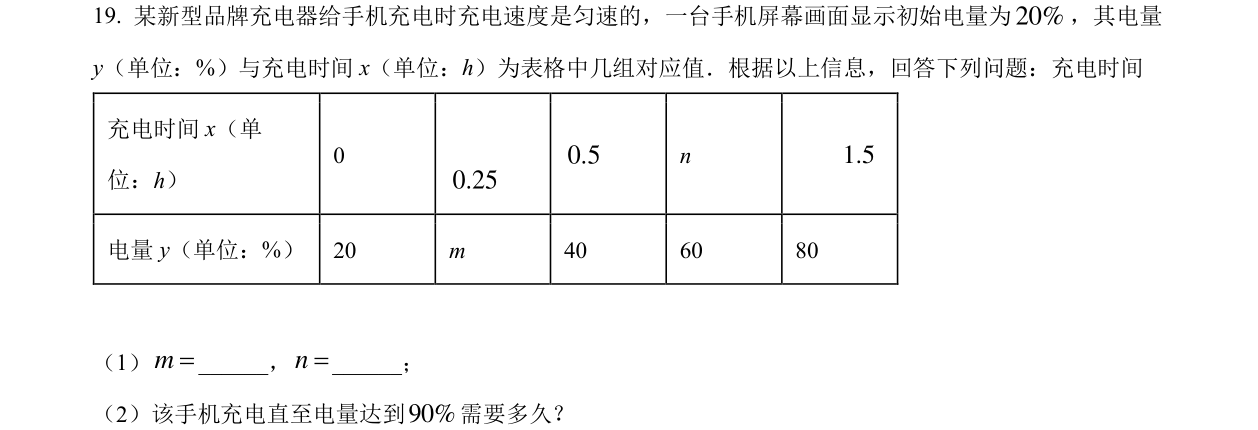 19. 某新型品牌充电器给手机充电时充电速度是匀速的，一台手机屏幕画面显示初始电量为20%，其电量
y（单位：%）与充电时间 x（单位：h）为表格中几组对应值．根据以上信息，回答下列问题：充电时间
充电时间 x（单
位：h）
0
0.25
0.5
n
1.5
电量 y（单位：%）
20
m
40
60
80
（1）m=______，n=______；
（2）该手机充电直至电量达到90%需要多久？